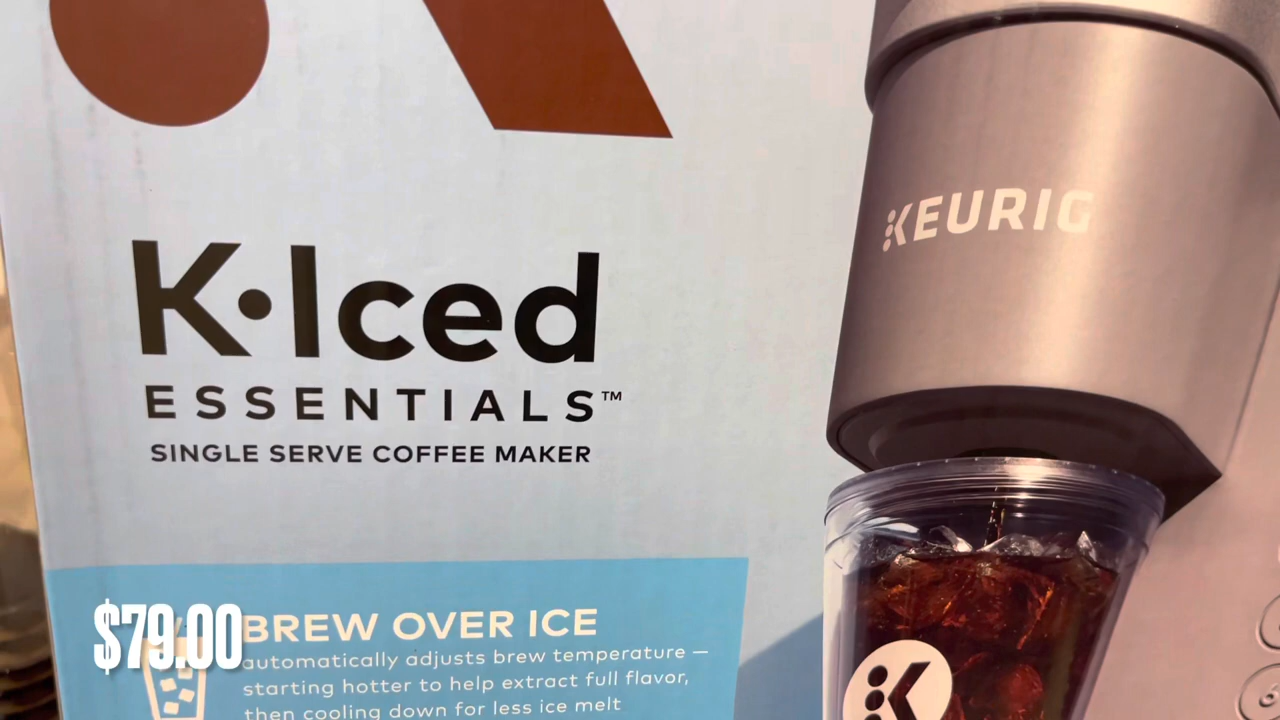 K•Iced
ESSENTIALS™
SINGLE SERVE COFFEE MAKER
KEURIG
$79.00
BREW OVER ICE
automatically adjusts brew temperature —
starting hotter to help extract full flavor,
then cooling down for less ice melt
K